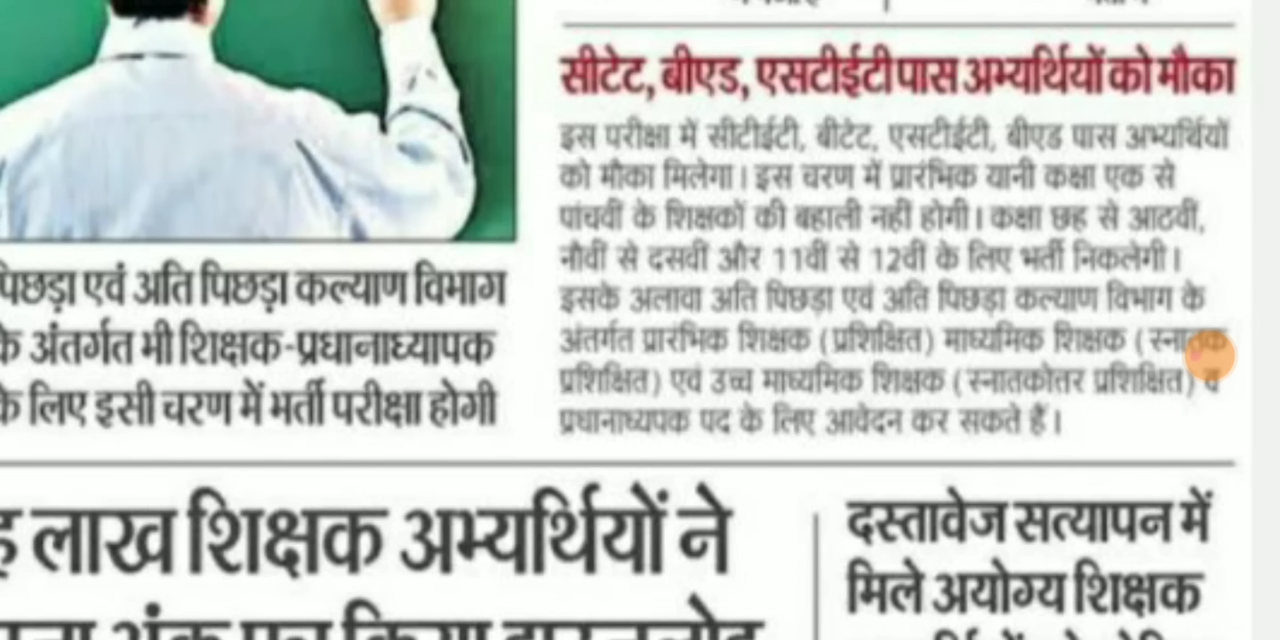 सीटेट, बीएड, एसटीईटी पास अभ्यर्थियों को मौका
इस परीक्षा में सीटीईटी, बीटेट, एसटीईटी, बीएड पास अभ्यर्थियों
को मौका मिलेगा। इस चरण में प्रारंभिक यानी कक्षा एक से
पांचवीं के शिक्षकों की बहाली नहीं होगी। कक्षा छह से आठवीं,
नौवीं से दसवीं और 11वीं से 12वीं के लिए भर्ती निकलेगी।
इसके अलावा अति पिछड़ा एवं अति पिछड़ा कल्याण विभाग के
अंतर्गत प्रारंभिक शिक्षक (प्रशिक्षित) माध्यमिक शिक्षक (स्नातक
प्रशिक्षित) एवं उच्च माध्यमिक शिक्षक (स्नातकोत्तर प्रशिक्षित) व
प्रधानाध्यपक पद के लिए आवेदन कर सकते हैं।
पिछड़ा एवं अति पिछड़ा कल्याण विभाग
के अंतर्गत भी शिक्षक-प्रधानाध्यापक
के लिए इसी चरण में भर्ती परीक्षा होगी
लाख शिक्षक अभ्यर्थियों ने
दस्तावेज सत्यापन में
मिले अयोग्य शिक्षक